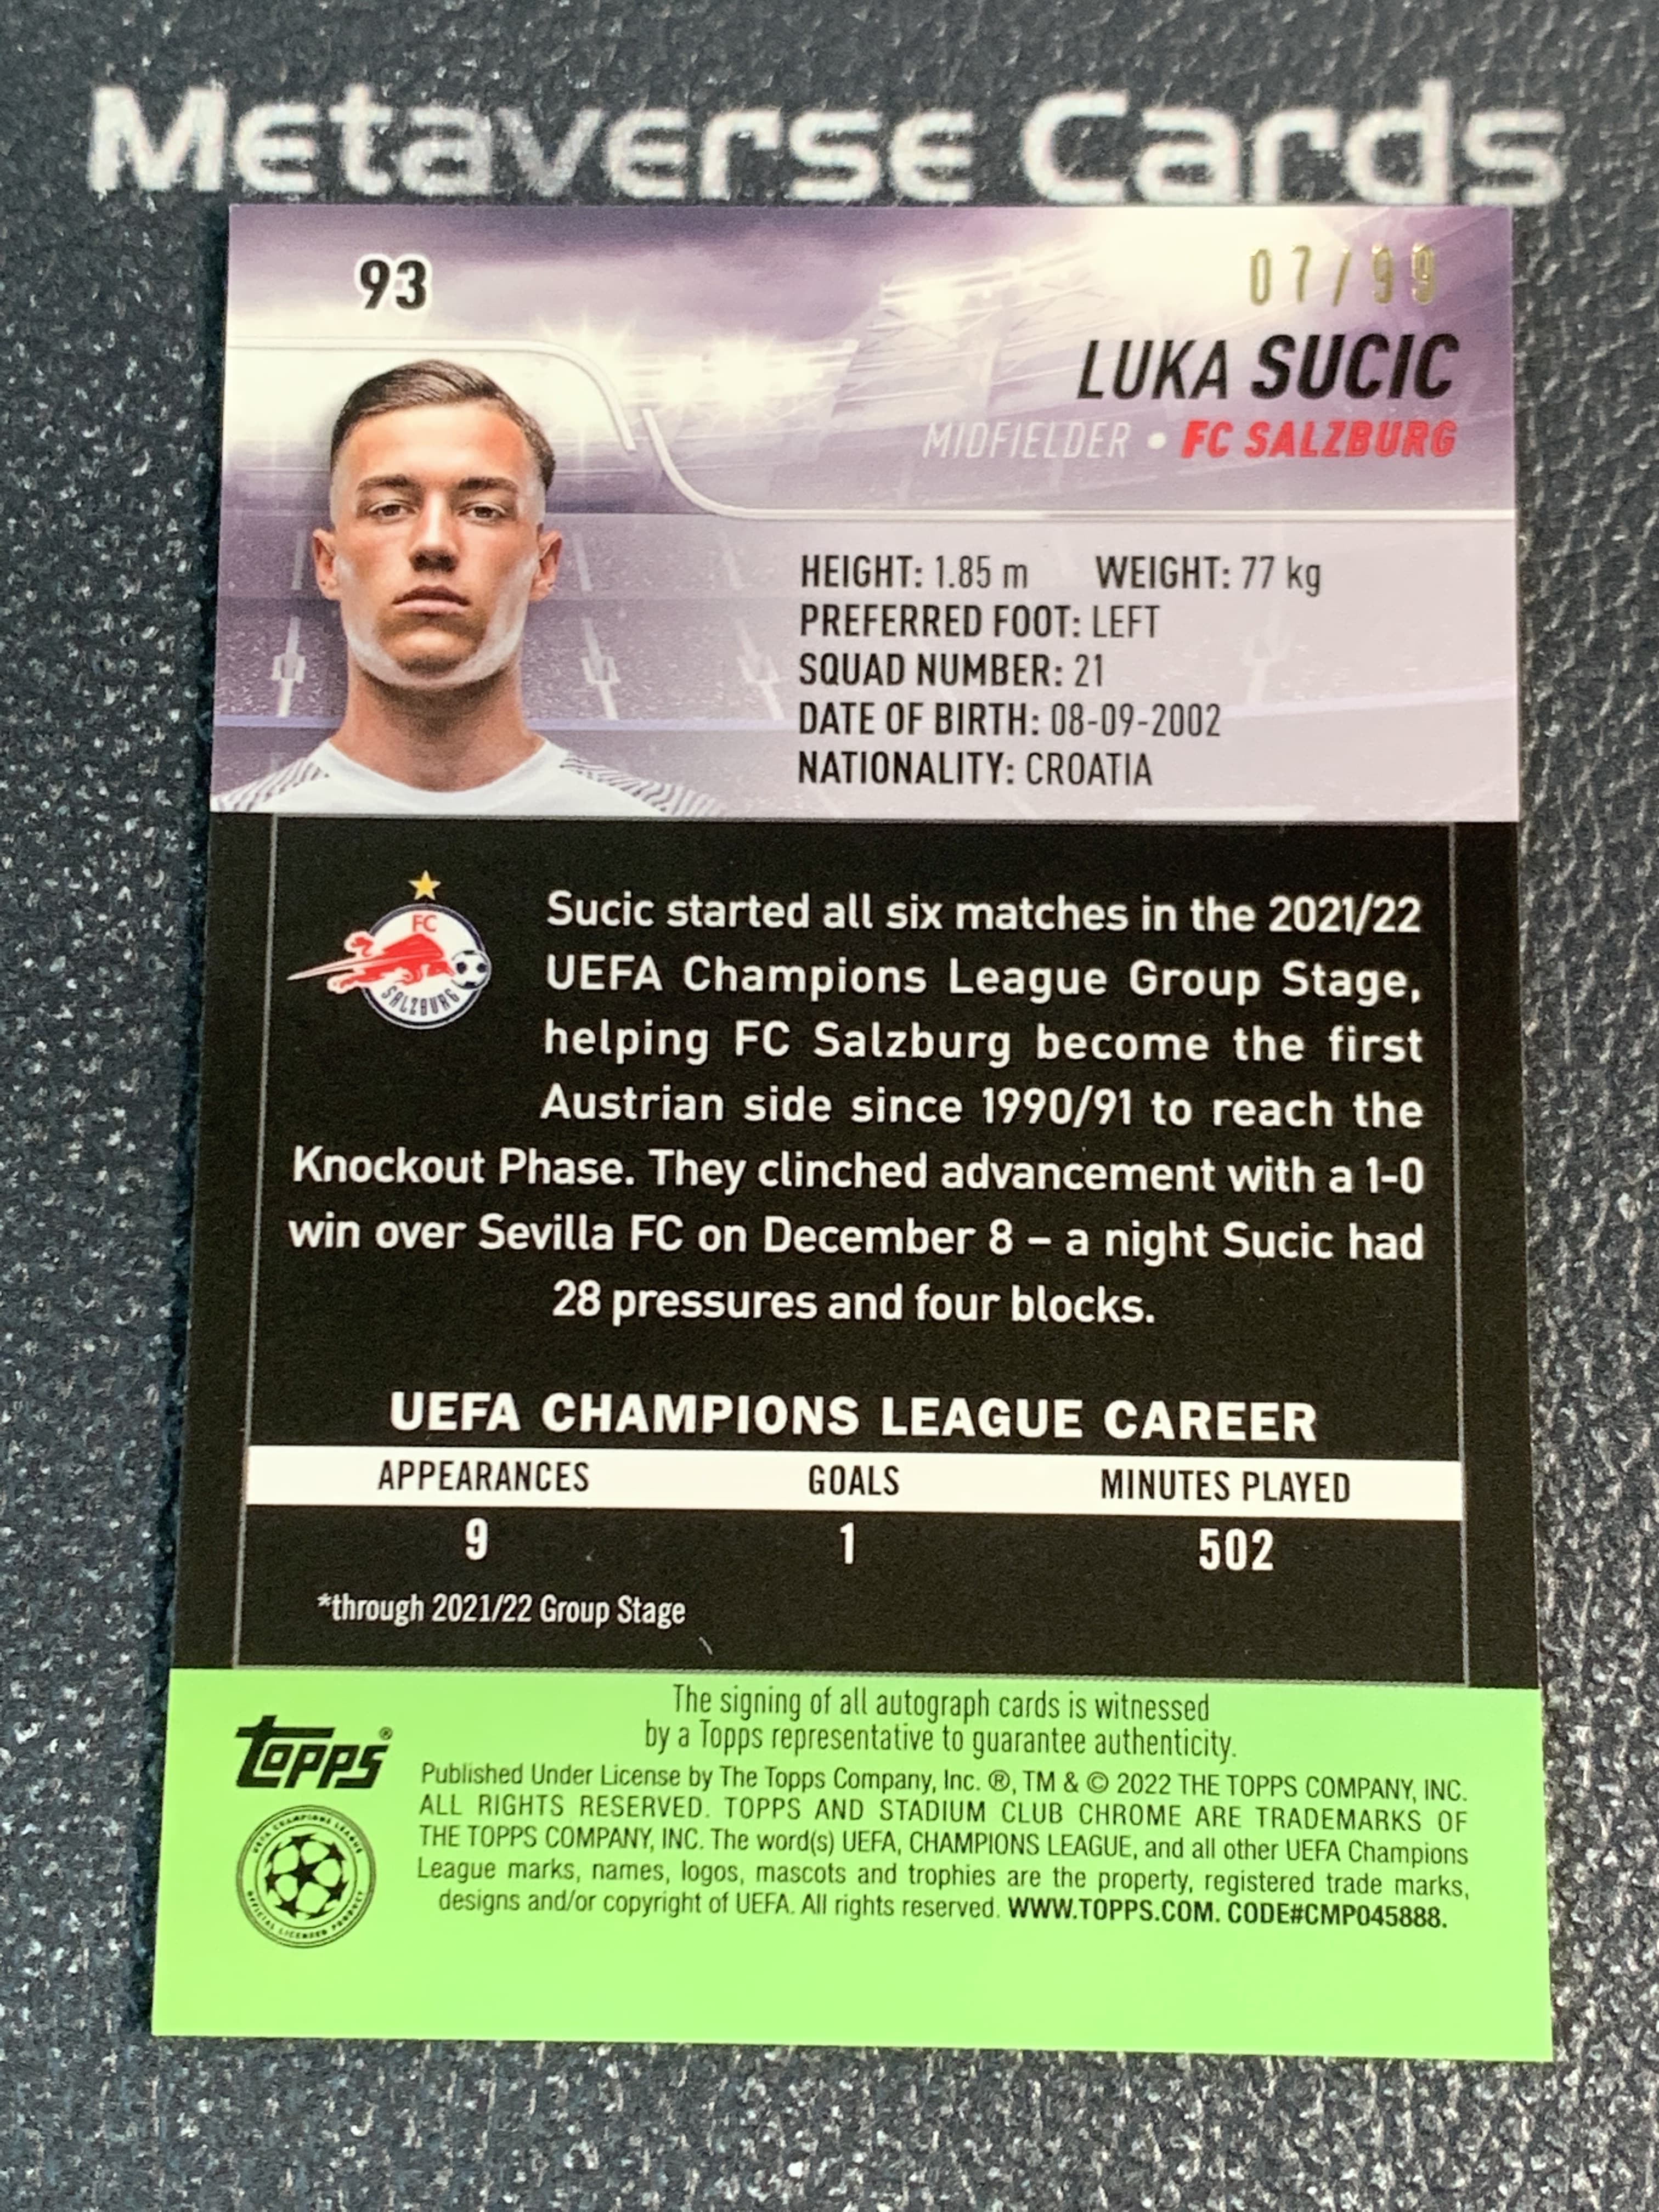 Metaverse Cards
93
07/99
LUKA SUCIC
MIDFIELDER • FC SALZBURG
HEIGHT: 1.85 m WEIGHT: 77 kg
PREFERRED FOOT: LEFT
SQUAD NUMBER: 21
DATE OF BIRTH: 08-09-2002
NATIONALITY: CROATIA
FC
SALZBURG
Sucic started all six matches in the 2021/22
UEFA Champions League Group Stage,
helping FC Salzburg become the first
Austrian side since 1990/91 to reach the
Knockout Phase. They clinched advancement with a 1-0
win over Sevilla FC on December 8 – a night Sucic had
28 pressures and four blocks.
UEFA CHAMPIONS LEAGUE CAREER
APPEARANCES GOALS MINUTES PLAYED
9 1 502
*through 2021/22 Group Stage
The signing of all autograph cards is witnessed
by a Topps representative to guarantee authenticity.
topps®
Published Under License by The Topps Company, Inc. ®, TM & © 2022 THE TOPPS COMPANY, INC.
ALL RIGHTS RESERVED. TOPPS AND STADIUM CLUB CHROME ARE TRADEMARKS OF
THE TOPPS COMPANY, INC. The word(s) UEFA, CHAMPIONS LEAGUE, and all other UEFA Champions
League marks, names, logos, mascots and trophies are the property, registered trade marks,
designs and/or copyright of UEFA. All rights reserved. WWW.TOPPS.COM. CODE#CMP045888.
UEFA CHAMPIONS LEAGUE
OFFICIAL LICENSED PRODUCT